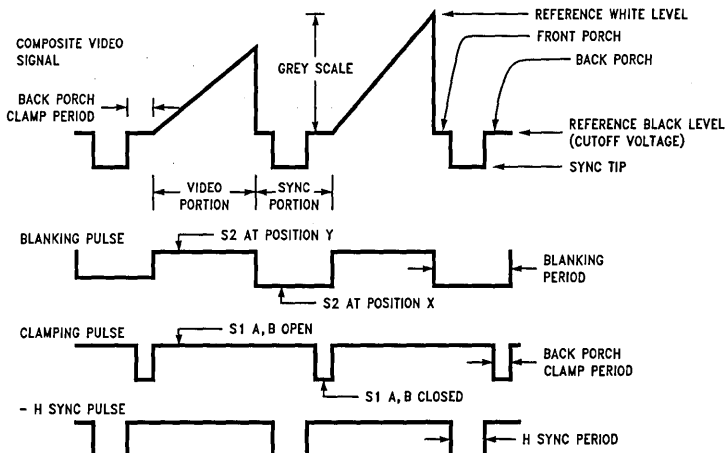 COMPOSITE VIDEO
SIGNAL
BACK PORCH
CLAMP PERIOD
GREY SCALE
REFERENCE WHITE LEVEL
FRONT PORCH
BACK PORCH
REFERENCE BLACK LEVEL
(CUTOFF VOLTAGE)
SYNC TIP
VIDEO
PORTION
SYNC
PORTION
BLANKING PULSE
S2 AT POSITION Y
BLANKING
PERIOD
S2 AT POSITION X
CLAMPING PULSE
S1 A, B OPEN
BACK PORCH
CLAMP PERIOD
S1 A, B CLOSED
- H SYNC PULSE
H SYNC PERIOD